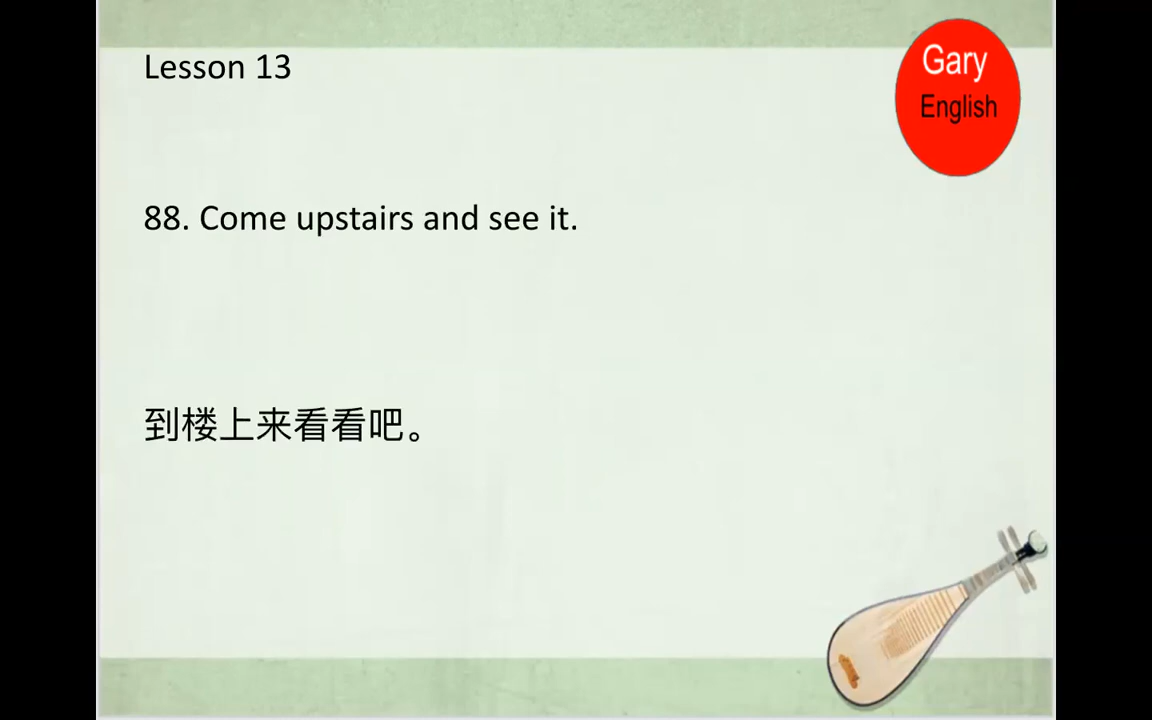 Lesson 13
Gary
English
88. Come upstairs and see it.
到楼上来看看吧。